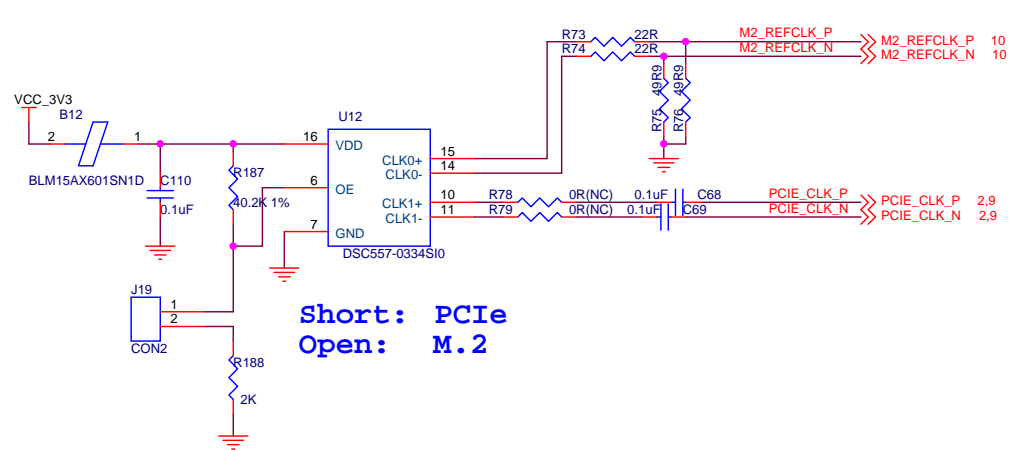 R73 22R M2_REFCLK_P
M2_REFCLK_P 10
R74 22R M2_REFCLK_N
M2_REFCLK_N 10
R75 49R9
R76 49R9
VCC_3V3
B12
2 1
BLM15AX601SN1D
C110
0.1uF
R187
40.2K 1%
U12
16 VDD
6 OE
7 GND
CLK0+ 15
CLK0- 14
CLK1+ 10
CLK1- 11
DSC557-0334SI0
R78 0R(NC) 0.1uF C68 PCIE_CLK_P
PCIE_CLK_P 2,9
R79 0R(NC) 0.1uF C69 PCIE_CLK_N
PCIE_CLK_N 2,9
J19
1
2
CON2
R188
2K
Short: PCIe
Open: M.2